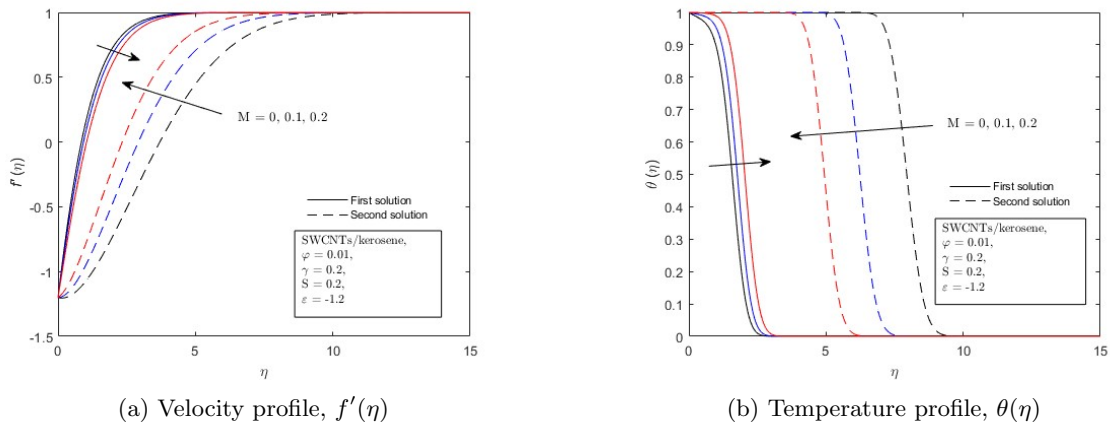 1
0.5
0
-0.5
-1
-1.5
0
5
10
15
f'(η)
η
M = 0, 0.1, 0.2
First solution
Second solution
SWCNTs/kerosene,
φ = 0.01,
γ = 0.2,
S = 0.2,
ε = -1.2
(a) Velocity profile, f′(η)
1
0.9
0.8
0.7
0.6
0.5
0.4
0.3
0.2
0.1
0
0
5
10
15
θ (η)
η
M = 0, 0.1, 0.2
First solution
Second solution
SWCNTs/kerosene,
φ = 0.01,
γ = 0.2,
S = 0.2,
ε = -1.2
(b) Temperature profile, θ(η)